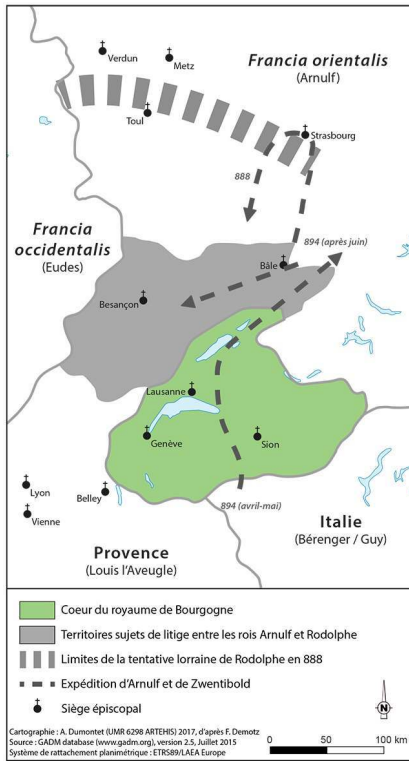 Verdun
Metz
Francia orientalis
(Arnulf)
Toul
Strasbourg
888
Francia
occidentalis
(Eudes)
894 (après juin)
Bâle
Besançon
Lausanne
Genève
Sion
Lyon
Belley
894 (avril-mai)
Vienne
Italie
(Bérenger / Guy)
Provence
(Louis l'Aveugle)
Coeur du royaume de Bourgogne
Territoires sujets de litige entre les rois Arnulf et Rodolphe
Limites de la tentative lorraine de Rodolphe en 888
Expédition d'Arnulf et de Zwentibold
Siège épiscopal
N
Cartographie : A. Dumontet (UMR 6298 ARTEHIS) 2017, d'après F. Demotz
Source : GADM database (www.gadm.org), version 2.5, Juillet 2015
Système de rattachement planimétrique : ETRS89/LAEA Europe
0 50 100 km